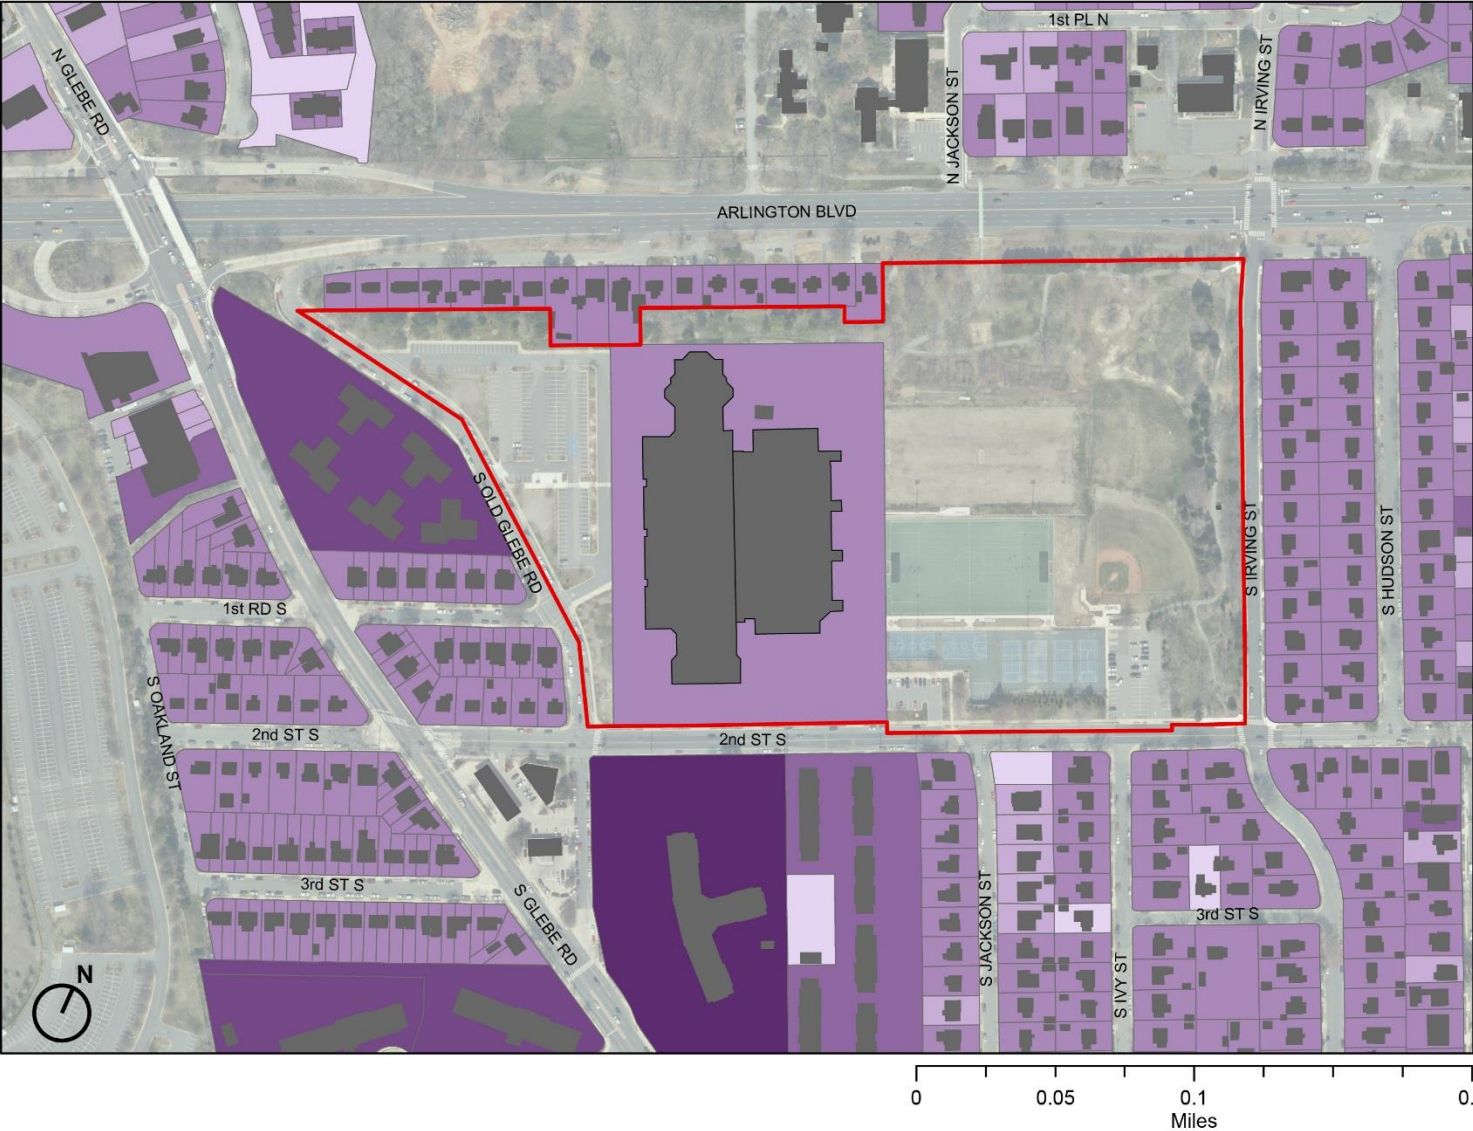 1st PL N
N GLEBE RD
N JACKSON ST
N IRVING ST
ARLINGTON BLVD
S OLD GLEBE RD
S IRVING ST
S HUDSON ST
1st RD S
S OAKLAND ST
2nd ST S
2nd ST S
3rd ST S
S GLEBE RD
S JACKSON ST
S IVY ST
3rd ST S
N
0 0.05 0.1 0.
Miles